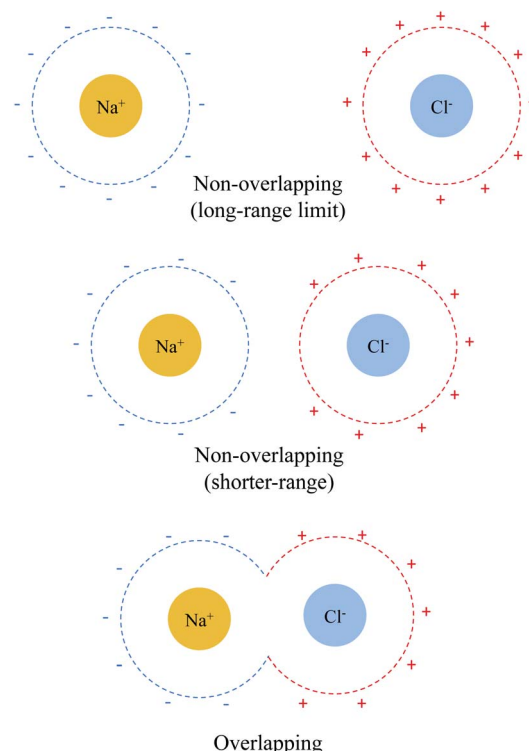 Na⁺
Cl⁻
Non-overlapping
(long-range limit)
Na⁺
Cl⁻
Non-overlapping
(shorter-range)
Na⁺
Cl⁻
Overlapping